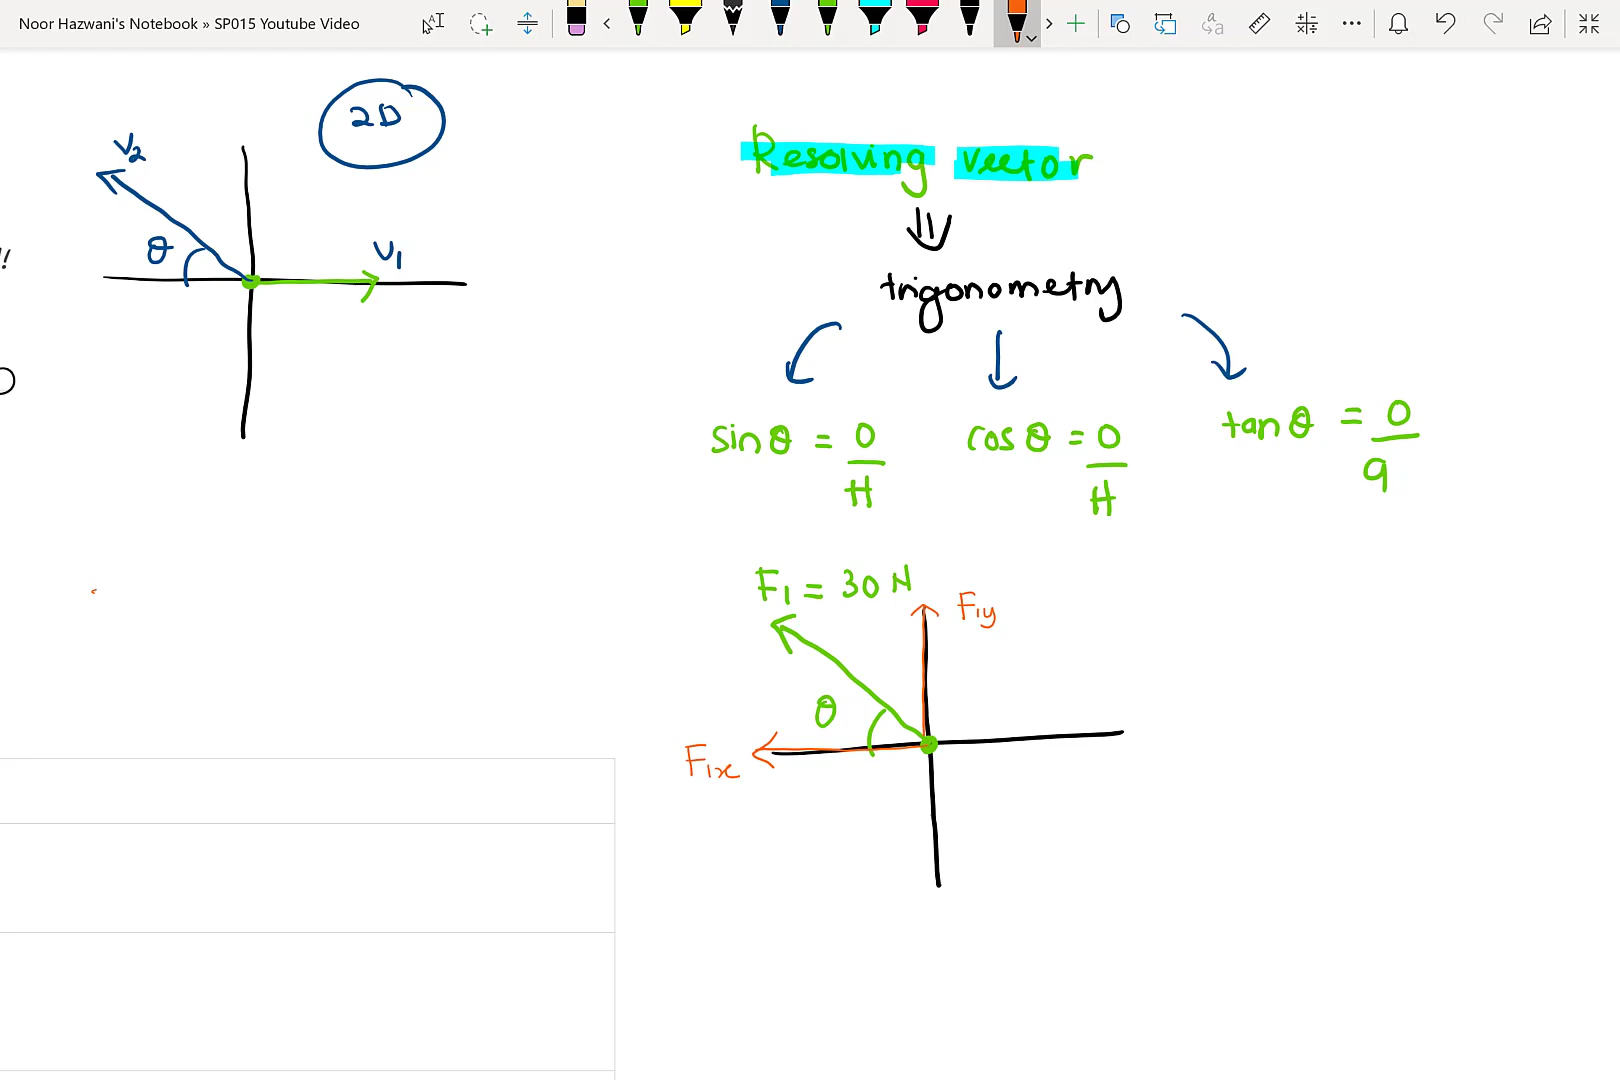 Noor Hazwani's Notebook » SP015 Youtube Video
2D
V2
θ
V1
!!
Resolving vector
trigonometry
sin θ = O/H
cos θ = O/H
tan θ = O/a
F1 = 30 N
F1y
θ
F1x